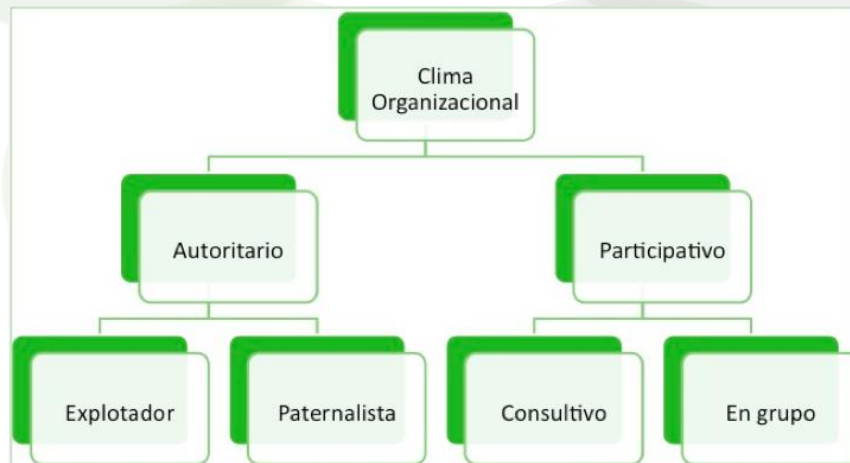 Clima
Organizacional
Autoritario
Participativo
Explotador
Paternalista
Consultivo
En grupo